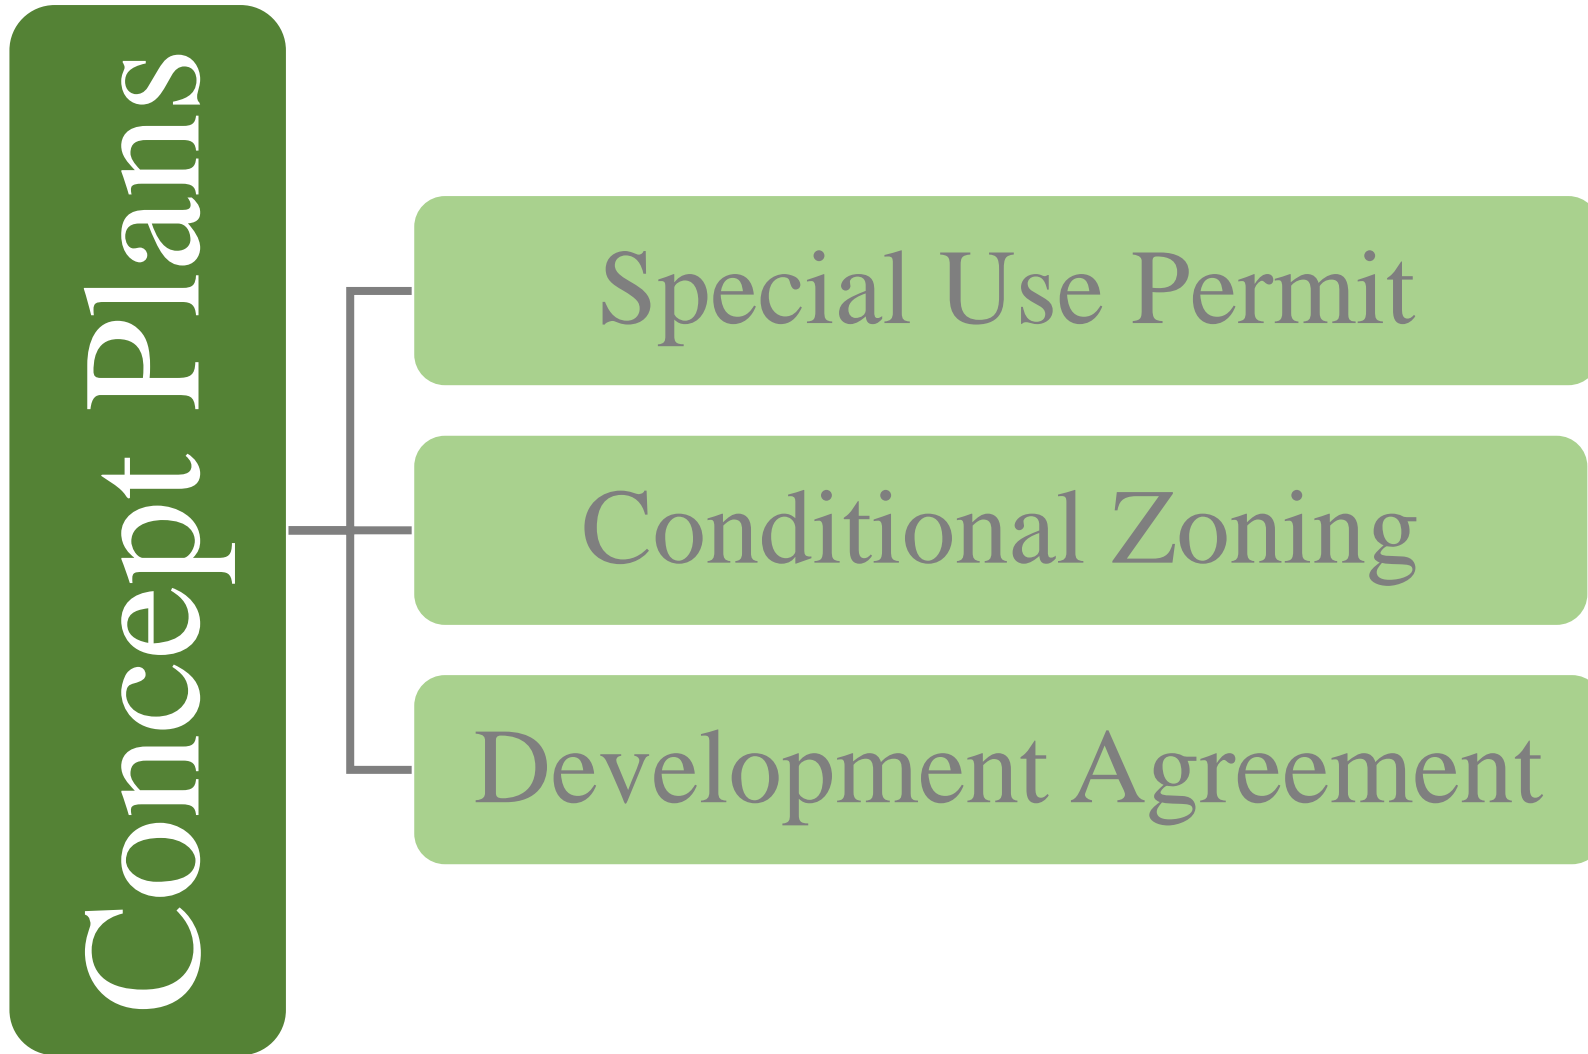 Concept Plans
Special Use Permit
Conditional Zoning
Development Agreement